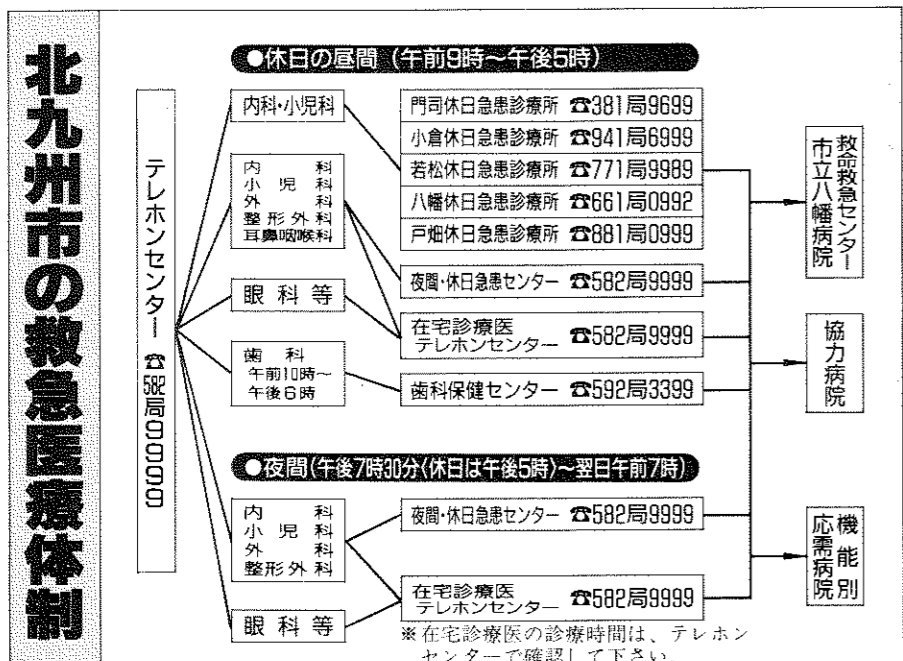 北九州市の救急医療体制
テレホンセンター ☎582局9999
●休日の昼間（午前9時〜午後5時）
内科・小児科
内科
小児科
外科
整形外科
耳鼻咽喉科
眼科等
歯科
午前10時〜
午後6時
門司休日急患診療所 ☎381局9699
小倉休日急患診療所 ☎941局6999
若松休日急患診療所 ☎771局9989
八幡休日急患診療所 ☎661局0992
戸畑休日急患診療所 ☎881局0999
夜間・休日急患センター ☎582局9999
在宅診療医
テレホンセンター ☎582局9999
歯科保健センター ☎592局3399
●夜間（午後7時30分〈休日は午後5時〉〜翌日午前7時）
内科
小児科
外科
整形外科
眼科等
夜間・休日急患センター ☎582局9999
在宅診療医
テレホンセンター ☎582局9999
※在宅診療医の診療時間は、テレホン
センターで確認して下さい。
救命救急センター
市立八幡病院
協力病院
機能別
応需病院